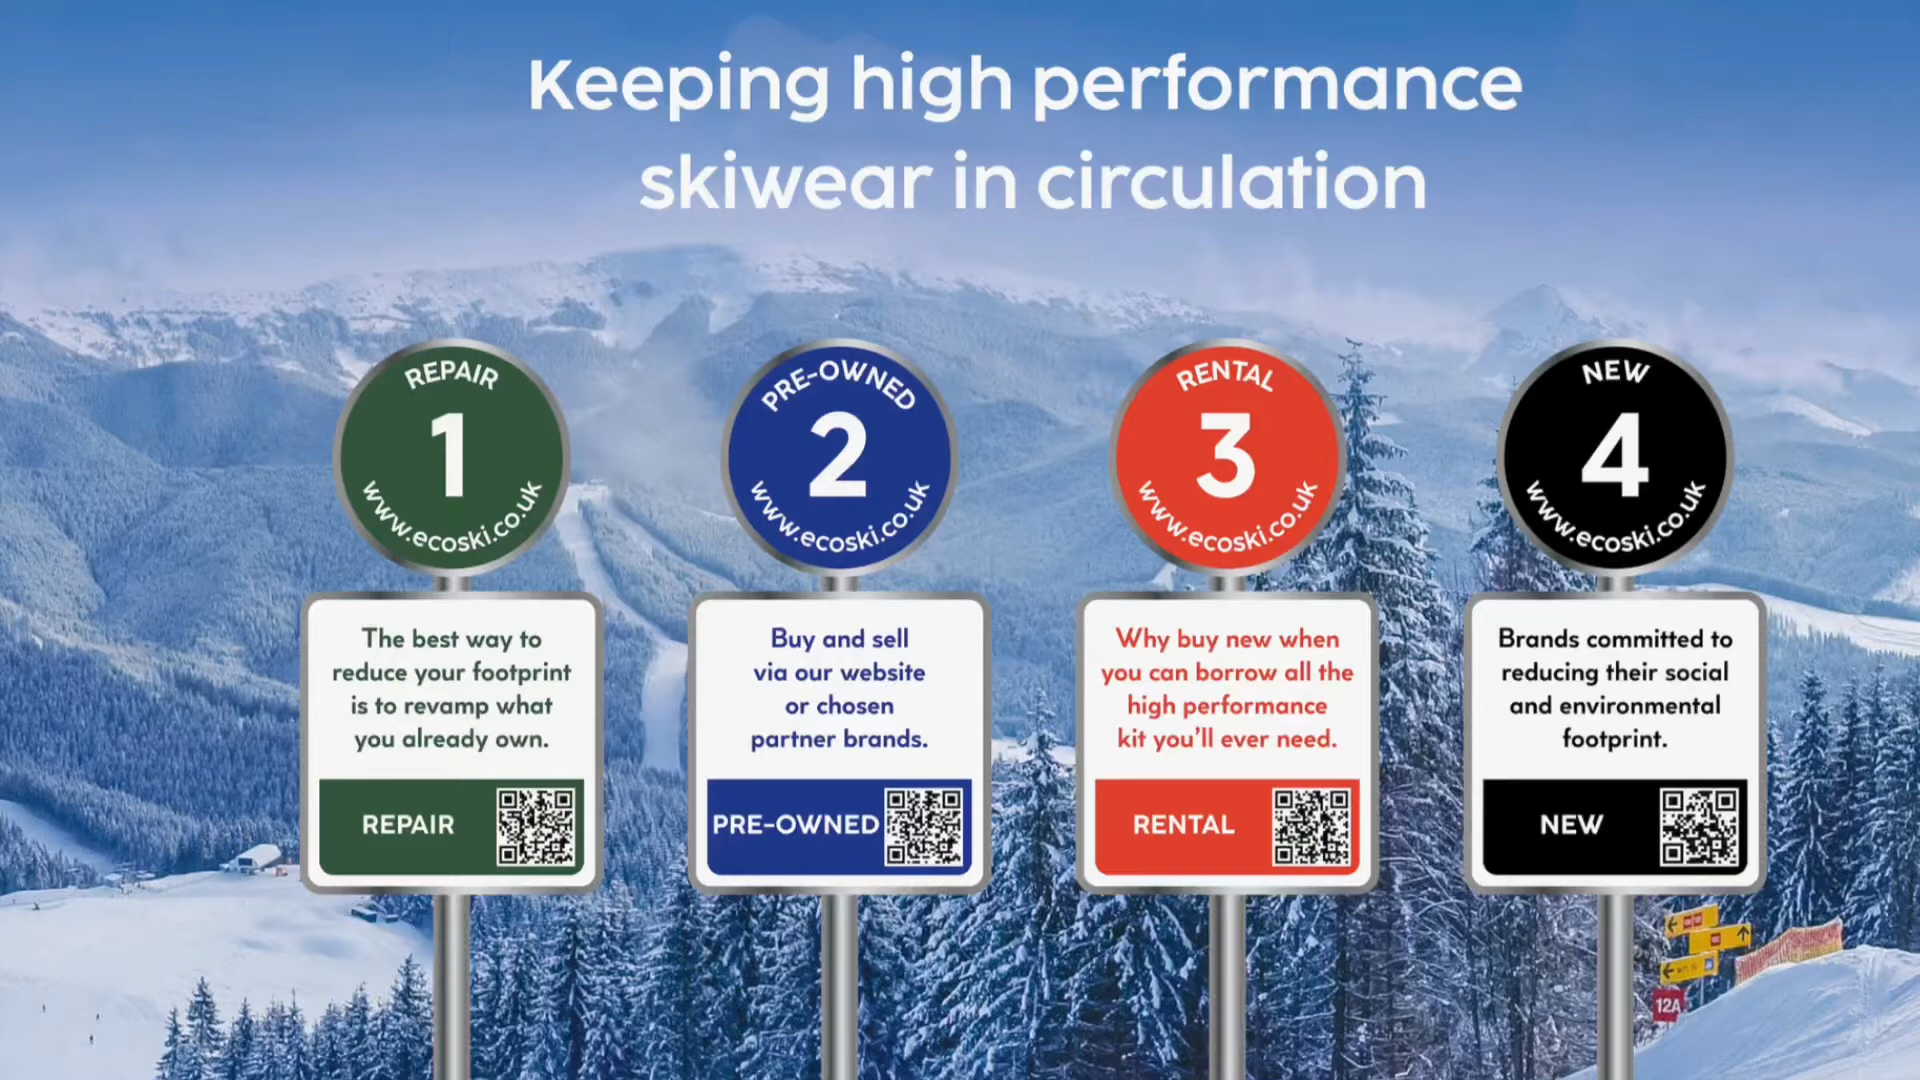 Keeping high performance
skiwear in circulation
REPAIR
1
www.ecoski.co.uk
The best way to
reduce your footprint
is to revamp what
you already own.
REPAIR
PRE-OWNED
2
www.ecoski.co.uk
Buy and sell
via our website
or chosen
partner brands.
PRE-OWNED
RENTAL
3
www.ecoski.co.uk
Why buy new when
you can borrow all the
high performance
kit you'll ever need.
RENTAL
NEW
4
www.ecoski.co.uk
Brands committed to
reducing their social
and environmental
footprint.
NEW
12A